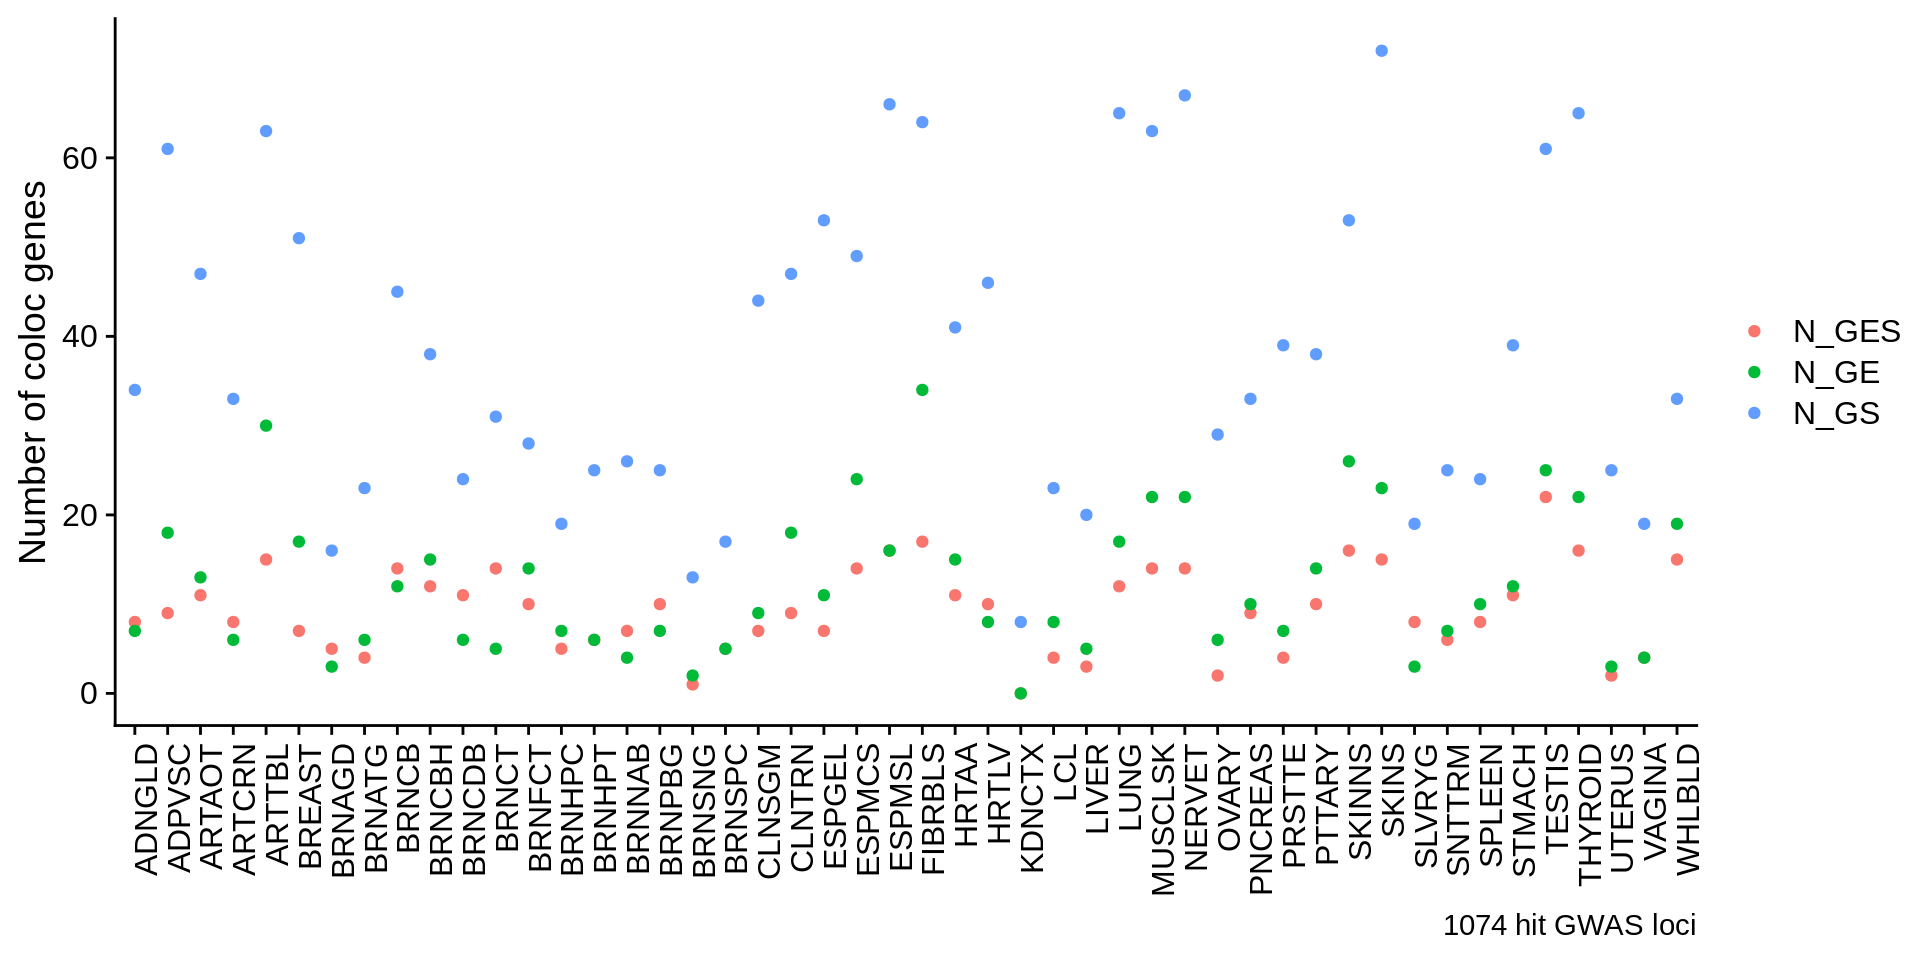 Number of coloc genes
60
40
20
0
ADNGLD
ADPVSC
ARTAOT
ARTCRN
ARTTBL
BREAST
BRNAGD
BRNATG
BRNCB
BRNCBH
BRNCDB
BRNCT
BRNFCT
BRNHPC
BRNHPT
BRNNAB
BRNPBG
BRNSNG
BRNSPC
CLNSGM
CLNTRN
ESPGEL
ESPMCS
ESPMSL
FIBRBLS
HRTAA
HRTLV
KDNCTX
LCL
LIVER
LUNG
MUSCLSK
NERVET
OVARY
PNCREAS
PRSTTE
PTTARY
SKINNS
SKINS
SLVRYG
SNTTRM
SPLEEN
STMACH
TESTIS
THYROID
UTERUS
VAGINA
WHLBLD
1074 hit GWAS loci
N_GES
N_GE
N_GS